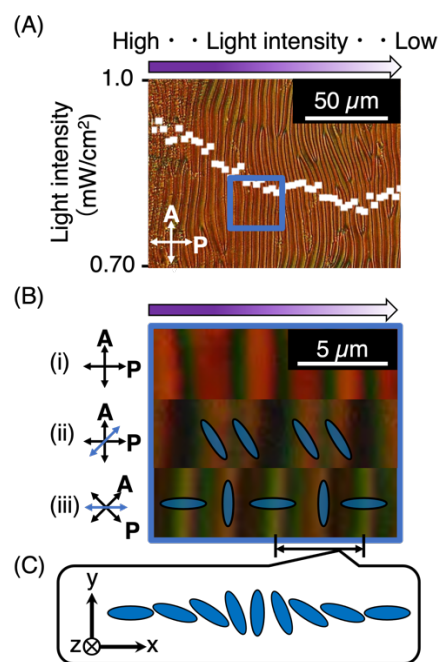 (A)
High · · Light intensity · · Low
1.0
50 µm
Light intensity
(mW/cm²)
A
P
0.70
(B)
5 µm
(i)
A
P
(ii)
A
P
(iii)
A
P
(C)
y
z
x